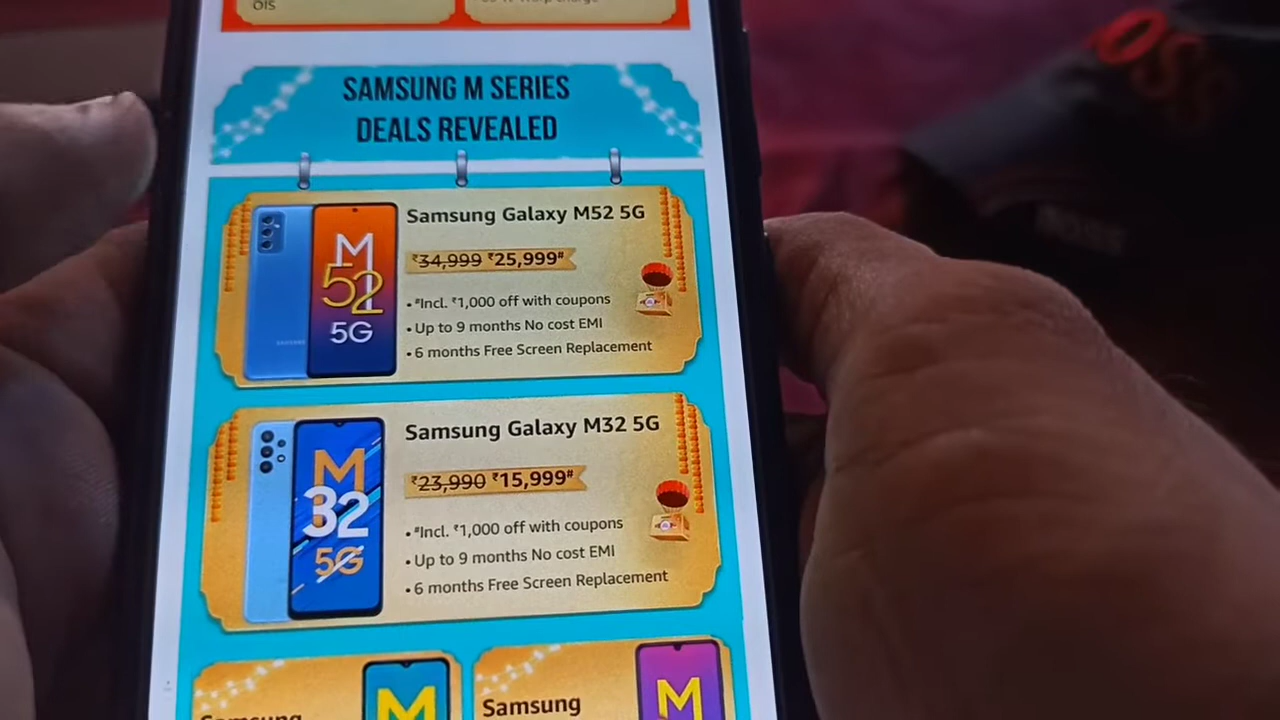 OIS
SAMSUNG M SERIES
DEALS REVEALED
Samsung Galaxy M52 5G
₹34,999 ₹25,999#
• #Incl. ₹1,000 off with coupons
• Up to 9 months No cost EMI
• 6 months Free Screen Replacement
M
52
5G
SAMSUNG
Samsung Galaxy M32 5G
₹23,990 ₹15,999#
• #Incl. ₹1,000 off with coupons
• Up to 9 months No cost EMI
• 6 months Free Screen Replacement
M
32
5G
Samsung
M
Samsung
M